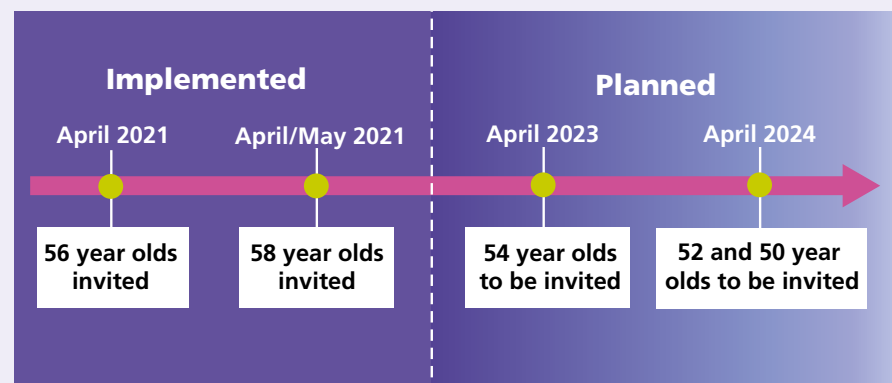 Implemented
Planned
April 2021
April/May 2021
April 2023
April 2024
56 year olds
invited
58 year olds
invited
54 year olds
to be invited
52 and 50 year
olds to be invited